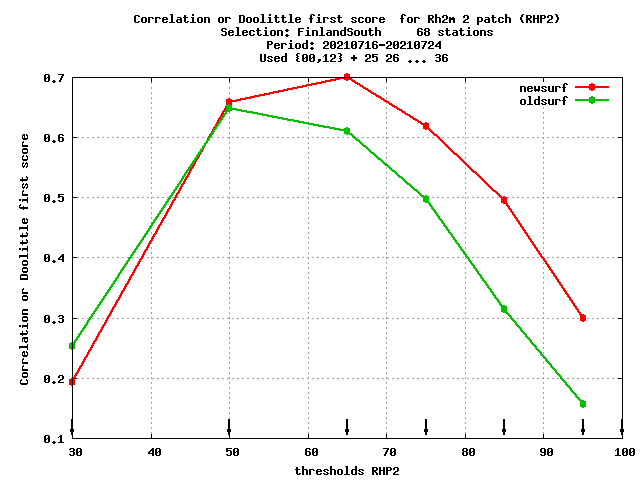 Correlation or Doolittle first score  for Rh2m 2 patch (RHP2)
Selection: FinlandSouth     68 stations
Period: 20210716-20210724
Used {00,12} + 25 26 ... 36
newsurf
oldsurf
Correlation or Doolittle first score
0.7
0.6
0.5
0.4
0.3
0.2
0.1
30 40 50 60 70 80 90 100
thresholds RHP2